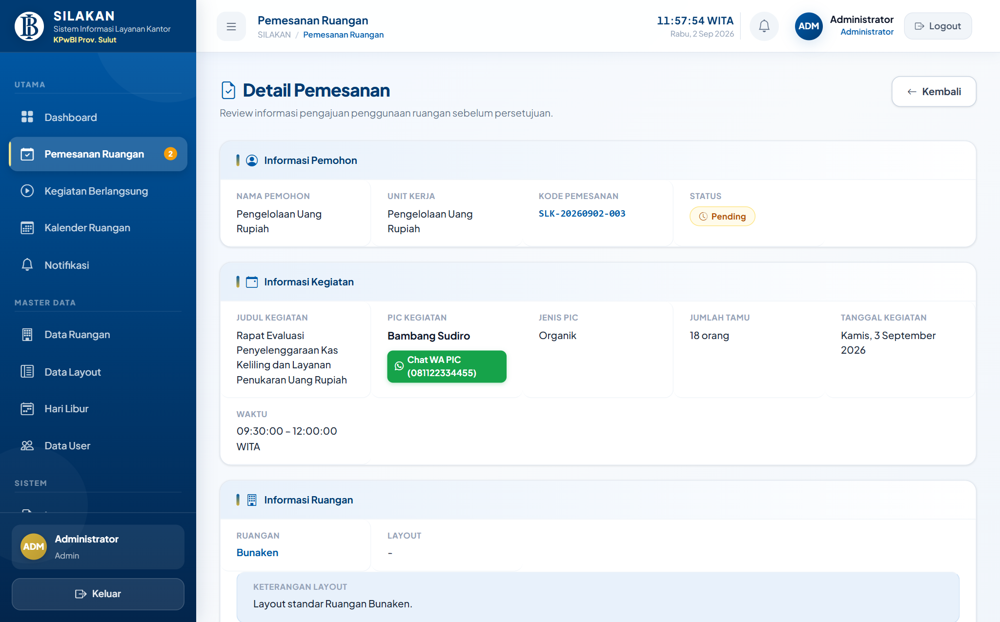 SILAKAN
Sistem Informasi Layanan Kantor
KPwBI Prov. Sulut
UTAMA
Dashboard
Pemesanan Ruangan
2
Kegiatan Berlangsung
Kalender Ruangan
Notifikasi
MASTER DATA
Data Ruangan
Data Layout
Hari Libur
Data User
SISTEM
ADM
Administrator
Admin
Keluar
Pemesanan Ruangan
SILAKAN / Pemesanan Ruangan
11:57:54 WITA
Rabu, 2 Sep 2026
ADM
Administrator
Administrator
Logout
Detail Pemesanan
Review informasi pengajuan penggunaan ruangan sebelum persetujuan.
Kembali
Informasi Pemohon
NAMA PEMOHON
Pengelolaan Uang
Rupiah
UNIT KERJA
Pengelolaan Uang
Rupiah
KODE PEMESANAN
SLK-20260902-003
STATUS
Pending
Informasi Kegiatan
JUDUL KEGIATAN
Rapat Evaluasi
Penyelenggaraan Kas
Keliling dan Layanan
Penukaran Uang Rupiah
PIC KEGIATAN
Bambang Sudiro
Chat WA PIC
(081122334455)
JENIS PIC
Organik
JUMLAH TAMU
18 orang
TANGGAL KEGIATAN
Kamis, 3 September
2026
WAKTU
09:30:00 – 12:00:00
WITA
Informasi Ruangan
RUANGAN
Bunaken
LAYOUT
-
KETERANGAN LAYOUT
Layout standar Ruangan Bunaken.